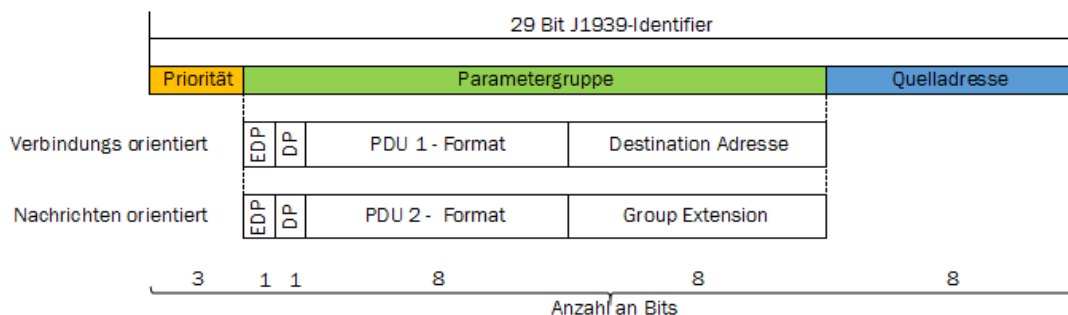 29 Bit J1939-Identifier
Priorität Parametergruppe Quelladresse
Verbindungs orientiert EDP DP PDU 1 - Format Destination Adresse
Nachrichten orientiert EDP DP PDU 2 - Format Group Extension
3 1 1 8 8 8
Anzahl an Bits